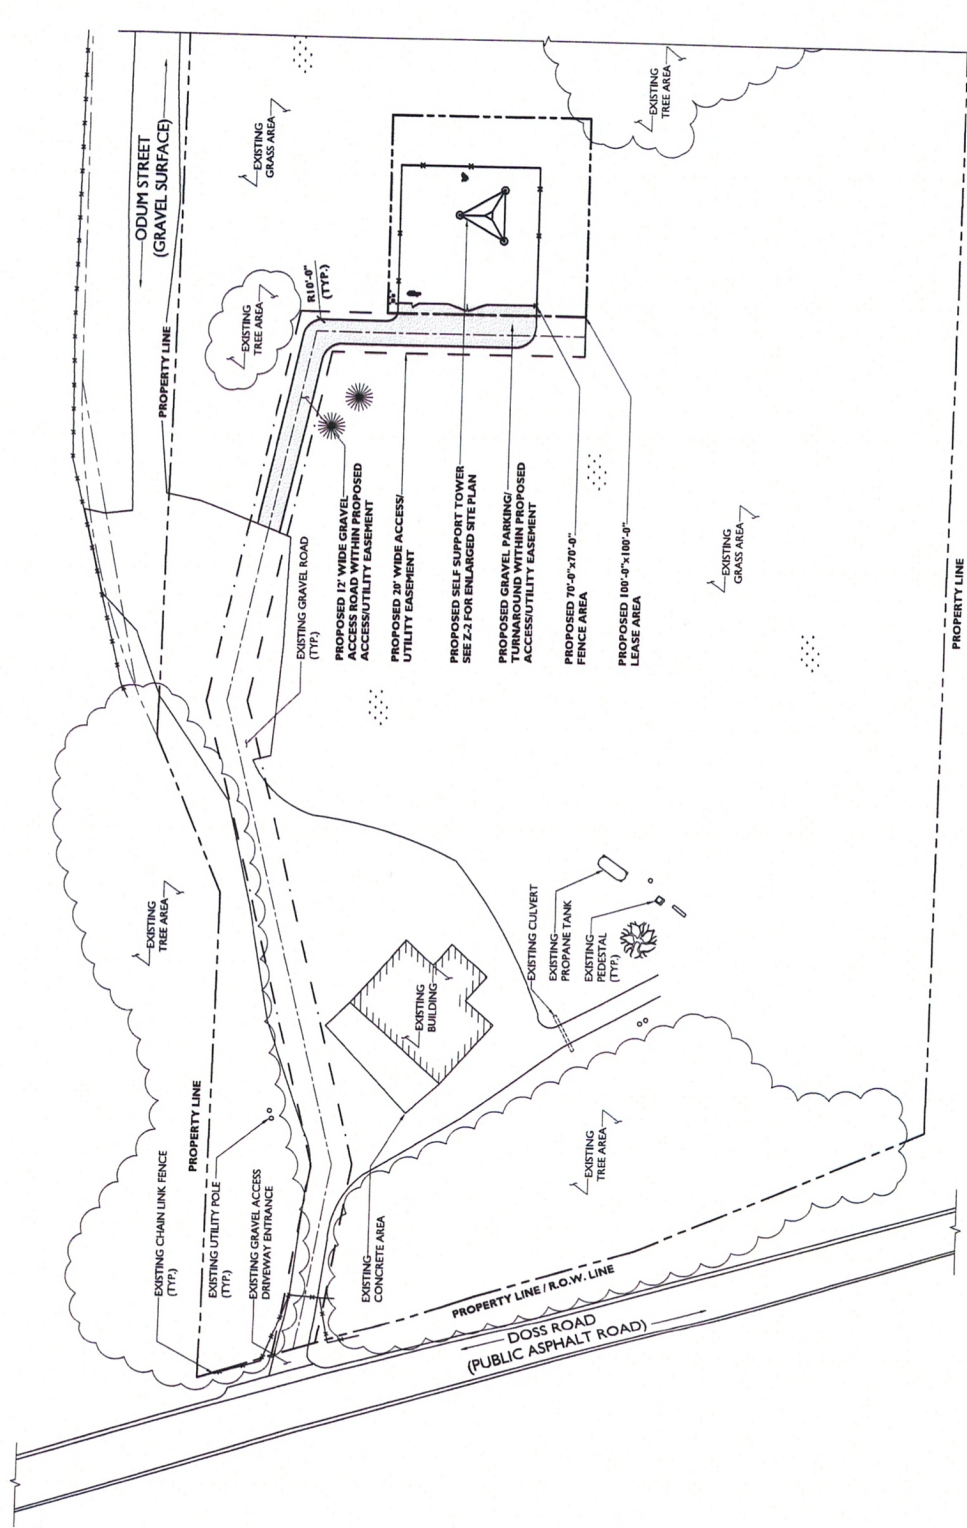 ODUM STREET
(GRAVEL SURFACE)
PROPERTY LINE
EXISTING
GRASS AREA
EXISTING
TREE AREA
EXISTING
TREE AREA
R10'-0"
(TYP.)
EXISTING GRAVEL ROAD
(TYP.)
PROPOSED 12' WIDE GRAVEL
ACCESS ROAD WITHIN PROPOSED
ACCESS/UTILITY EASEMENT
PROPOSED 20' WIDE ACCESS/
UTILITY EASEMENT
PROPOSED SELF SUPPORT TOWER
SEE Z-2 FOR ENLARGED SITE PLAN
PROPOSED GRAVEL PARKING/
TURNAROUND WITHIN PROPOSED
ACCESS/UTILITY EASEMENT
PROPOSED 70'-0"x70'-0"
FENCE AREA
PROPOSED 100'-0"x100'-0"
LEASE AREA
EXISTING
GRASS AREA
PROPERTY LINE
EXISTING
TREE AREA
PROPERTY LINE
EXISTING
BUILDING
EXISTING CULVERT
EXISTING
PROPANE TANK
EXISTING
PEDESTAL
(TYP.)
EXISTING CHAIN LINK FENCE
(TYP.)
EXISTING UTILITY POLE
(TYP.)
EXISTING GRAVEL ACCESS
DRIVEWAY ENTRANCE
EXISTING
CONCRETE AREA
EXISTING
TREE AREA
PROPERTY LINE / R.O.W. LINE
DOSS ROAD
(PUBLIC ASPHALT ROAD)